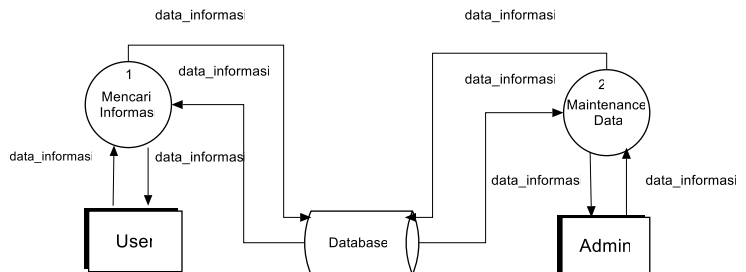 data_informasi
data_informasi
data_informasi
data_informasi
1
Mencari
Informasi
2
Maintenance
Data
data_informasi
data_informasi
data_informasi
data_informasi
User
Database
Admin